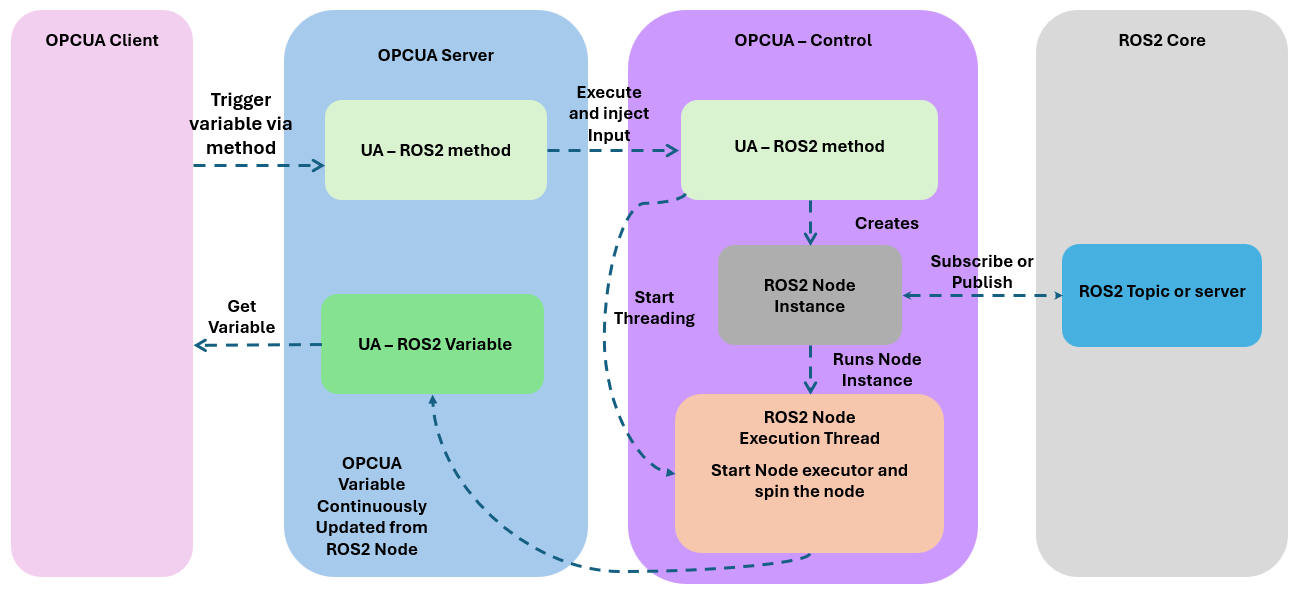 OPCUA Client
OPCUA Server
OPCUA – Control
ROS2 Core
Trigger
variable via
method
UA – ROS2 method
Execute
and inject
Input
UA – ROS2 method
Creates
ROS2 Node
Instance
Subscribe or
Publish
ROS2 Topic or server
Get
Variable
UA – ROS2 Variable
Start
Threading
Runs Node
Instance
ROS2 Node
Execution Thread
Start Node executor and
spin the node
OPCUA
Variable
Continuously
Updated from
ROS2 Node